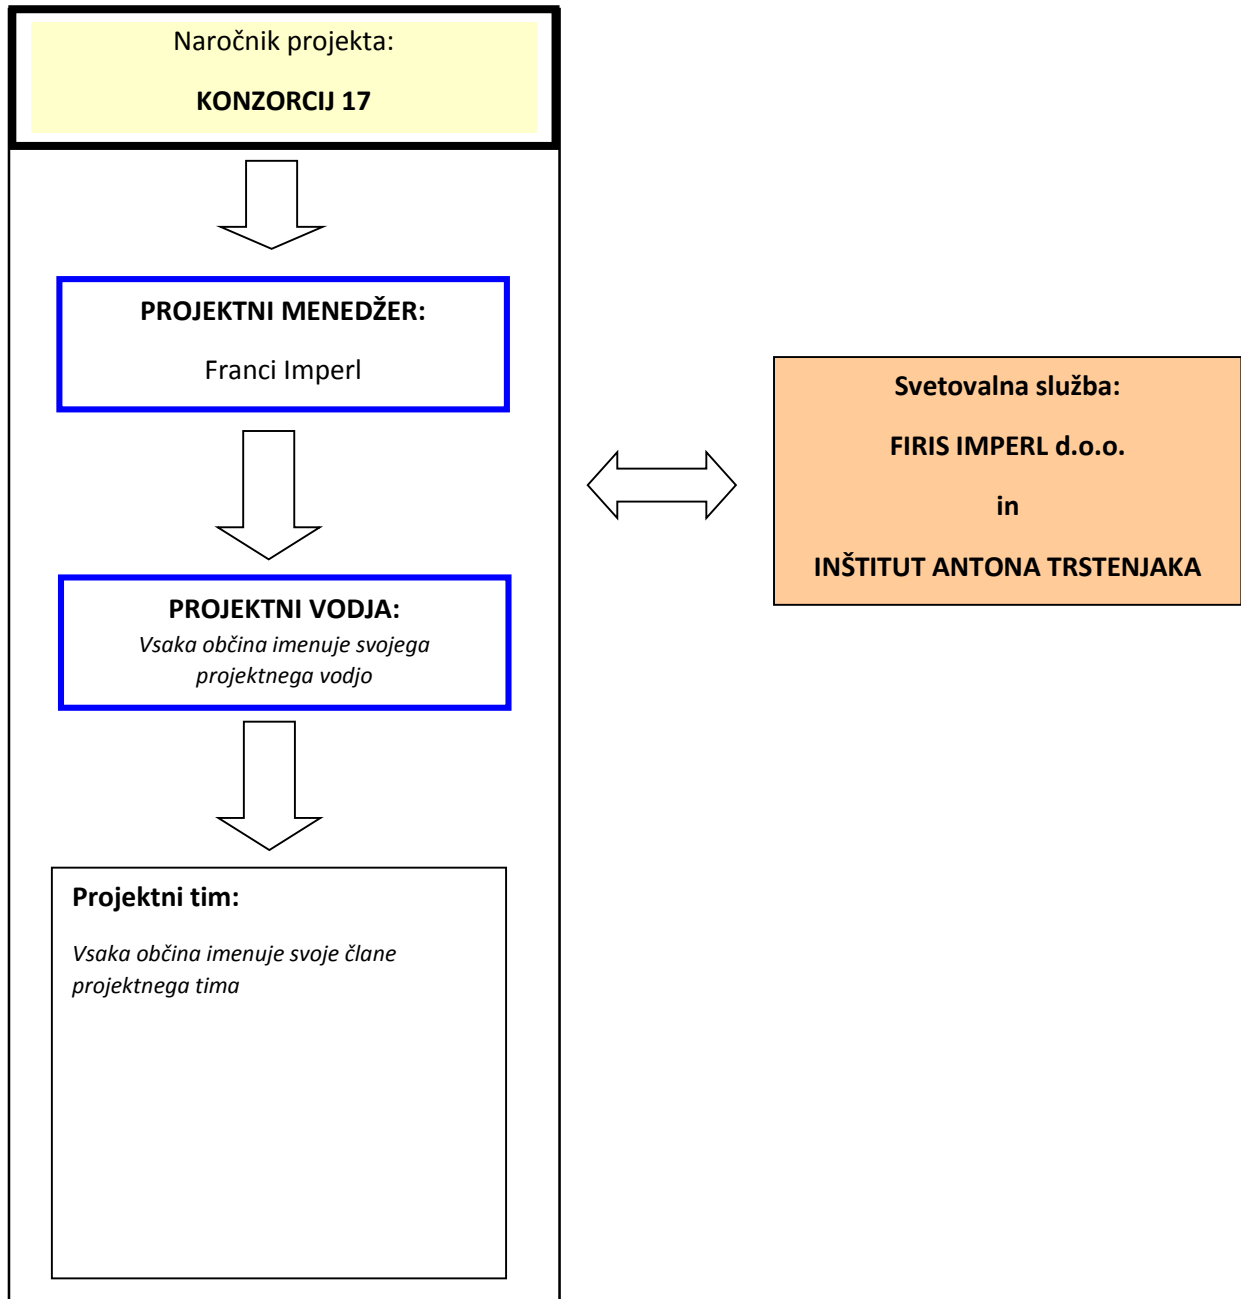 Naročnik projekta:
KONZORCIJ 17
PROJEKTNI MENEDŽER:
Franci Imperl
PROJEKTNI VODJA:
Vsaka občina imenuje svojega
projektnega vodjo
Projektni tim:
Vsaka občina imenuje svoje člane
projektnega tima
Svetovalna služba:
FIRIS IMPERL d.o.o.
in
INŠTITUT ANTONA TRSTENJAKA